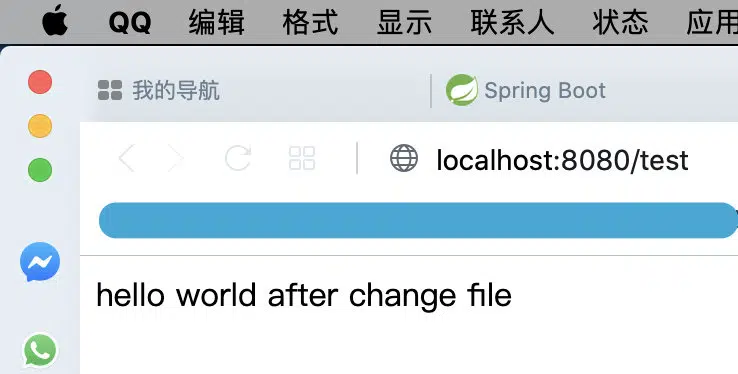 QQ 编辑 格式 显示 联系人 状态 应用
我的导航 Spring Boot
localhost:8080/test
hello world after change file